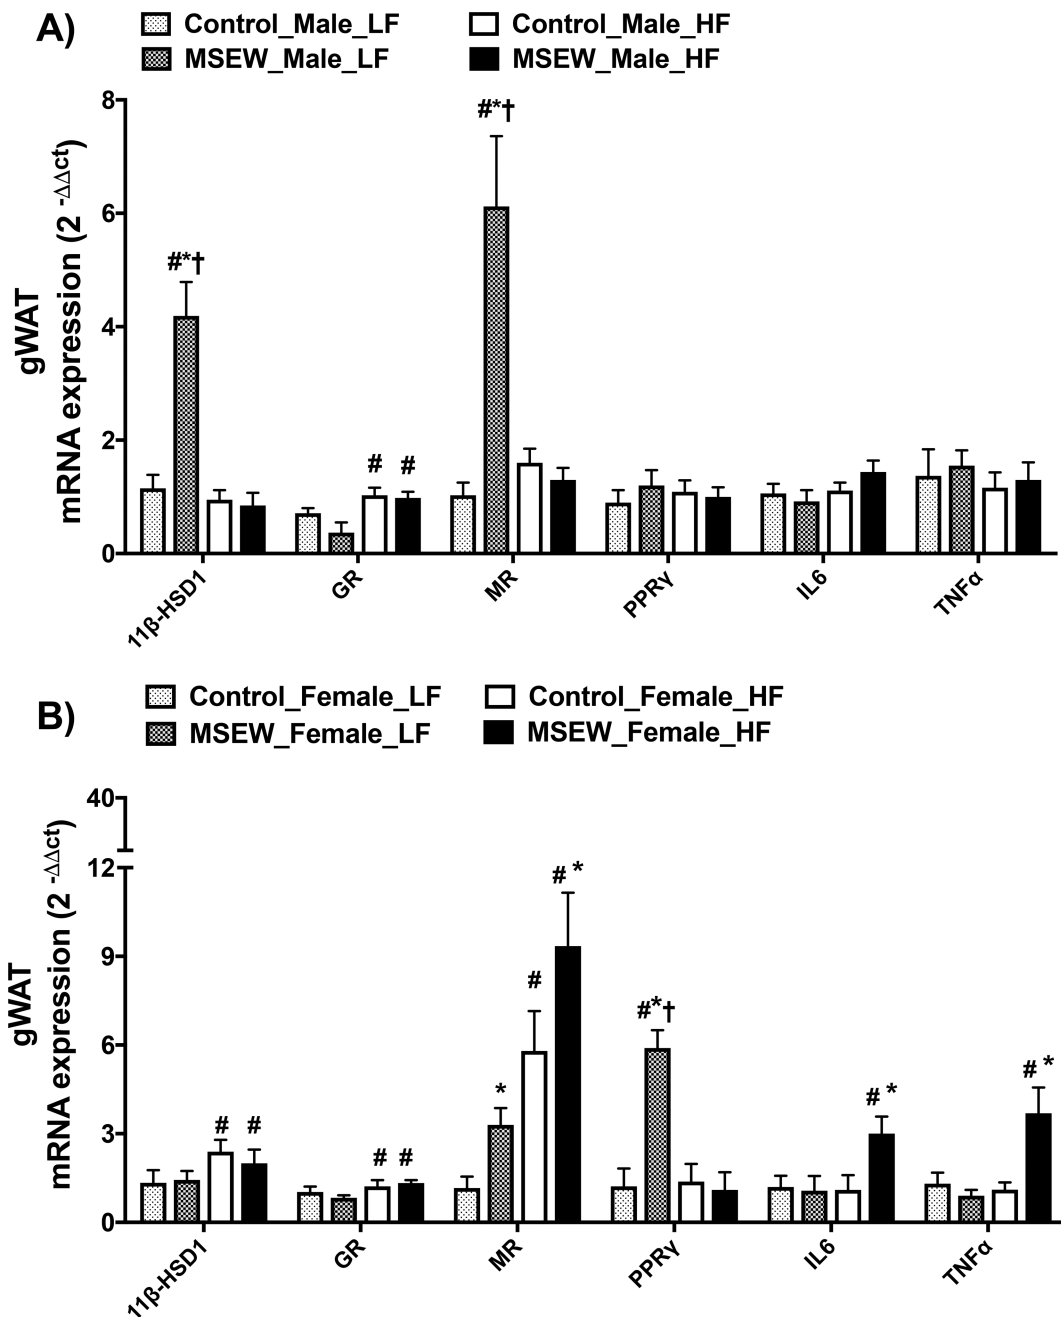 A)
Control_Male_LF Control_Male_HF
MSEW_Male_LF MSEW_Male_HF
gWAT
mRNA expression (2 -ΔΔct)
8
6
4
2
0
#*†
# #
#*†
11β-HSD1 GR MR PPRγ IL6 TNFα
B)
Control_Female_LF Control_Female_HF
MSEW_Female_LF MSEW_Female_HF
gWAT
mRNA expression (2 -ΔΔct)
40
12
9
6
3
0
# #
# #
* # # *
#*†
# *
# *
11β-HSD1 GR MR PPRγ IL6 TNFα